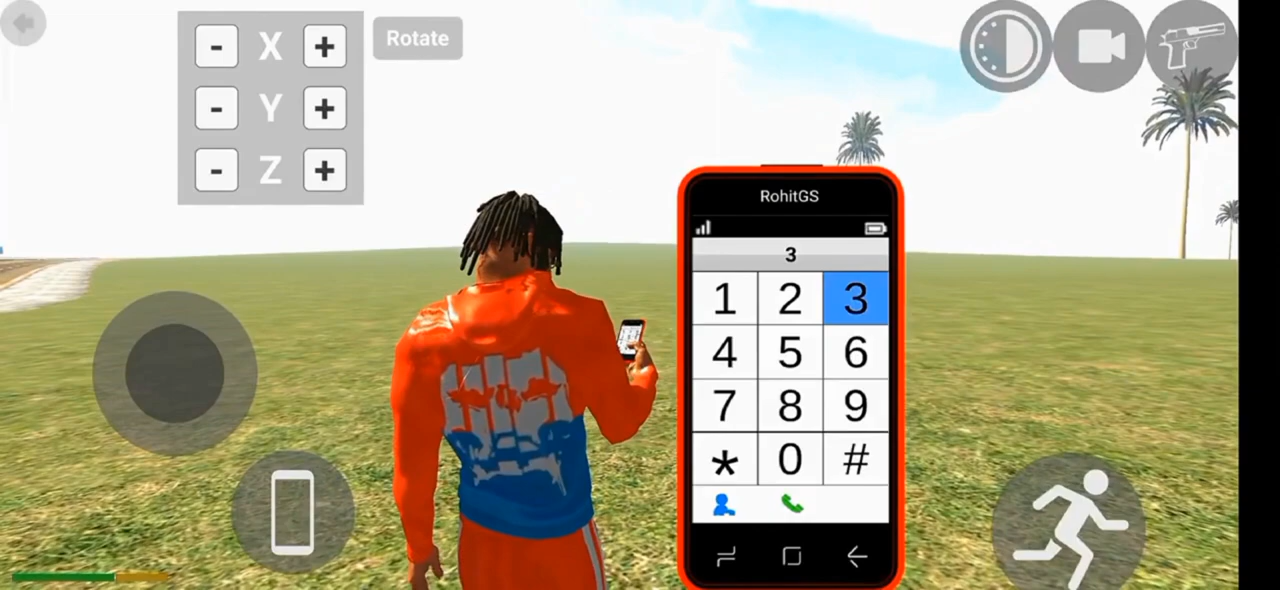 - X +
Rotate
- Y +
- Z +
RohitGS
3
1 2 3
4 5 6
7 8 9
* 0 #